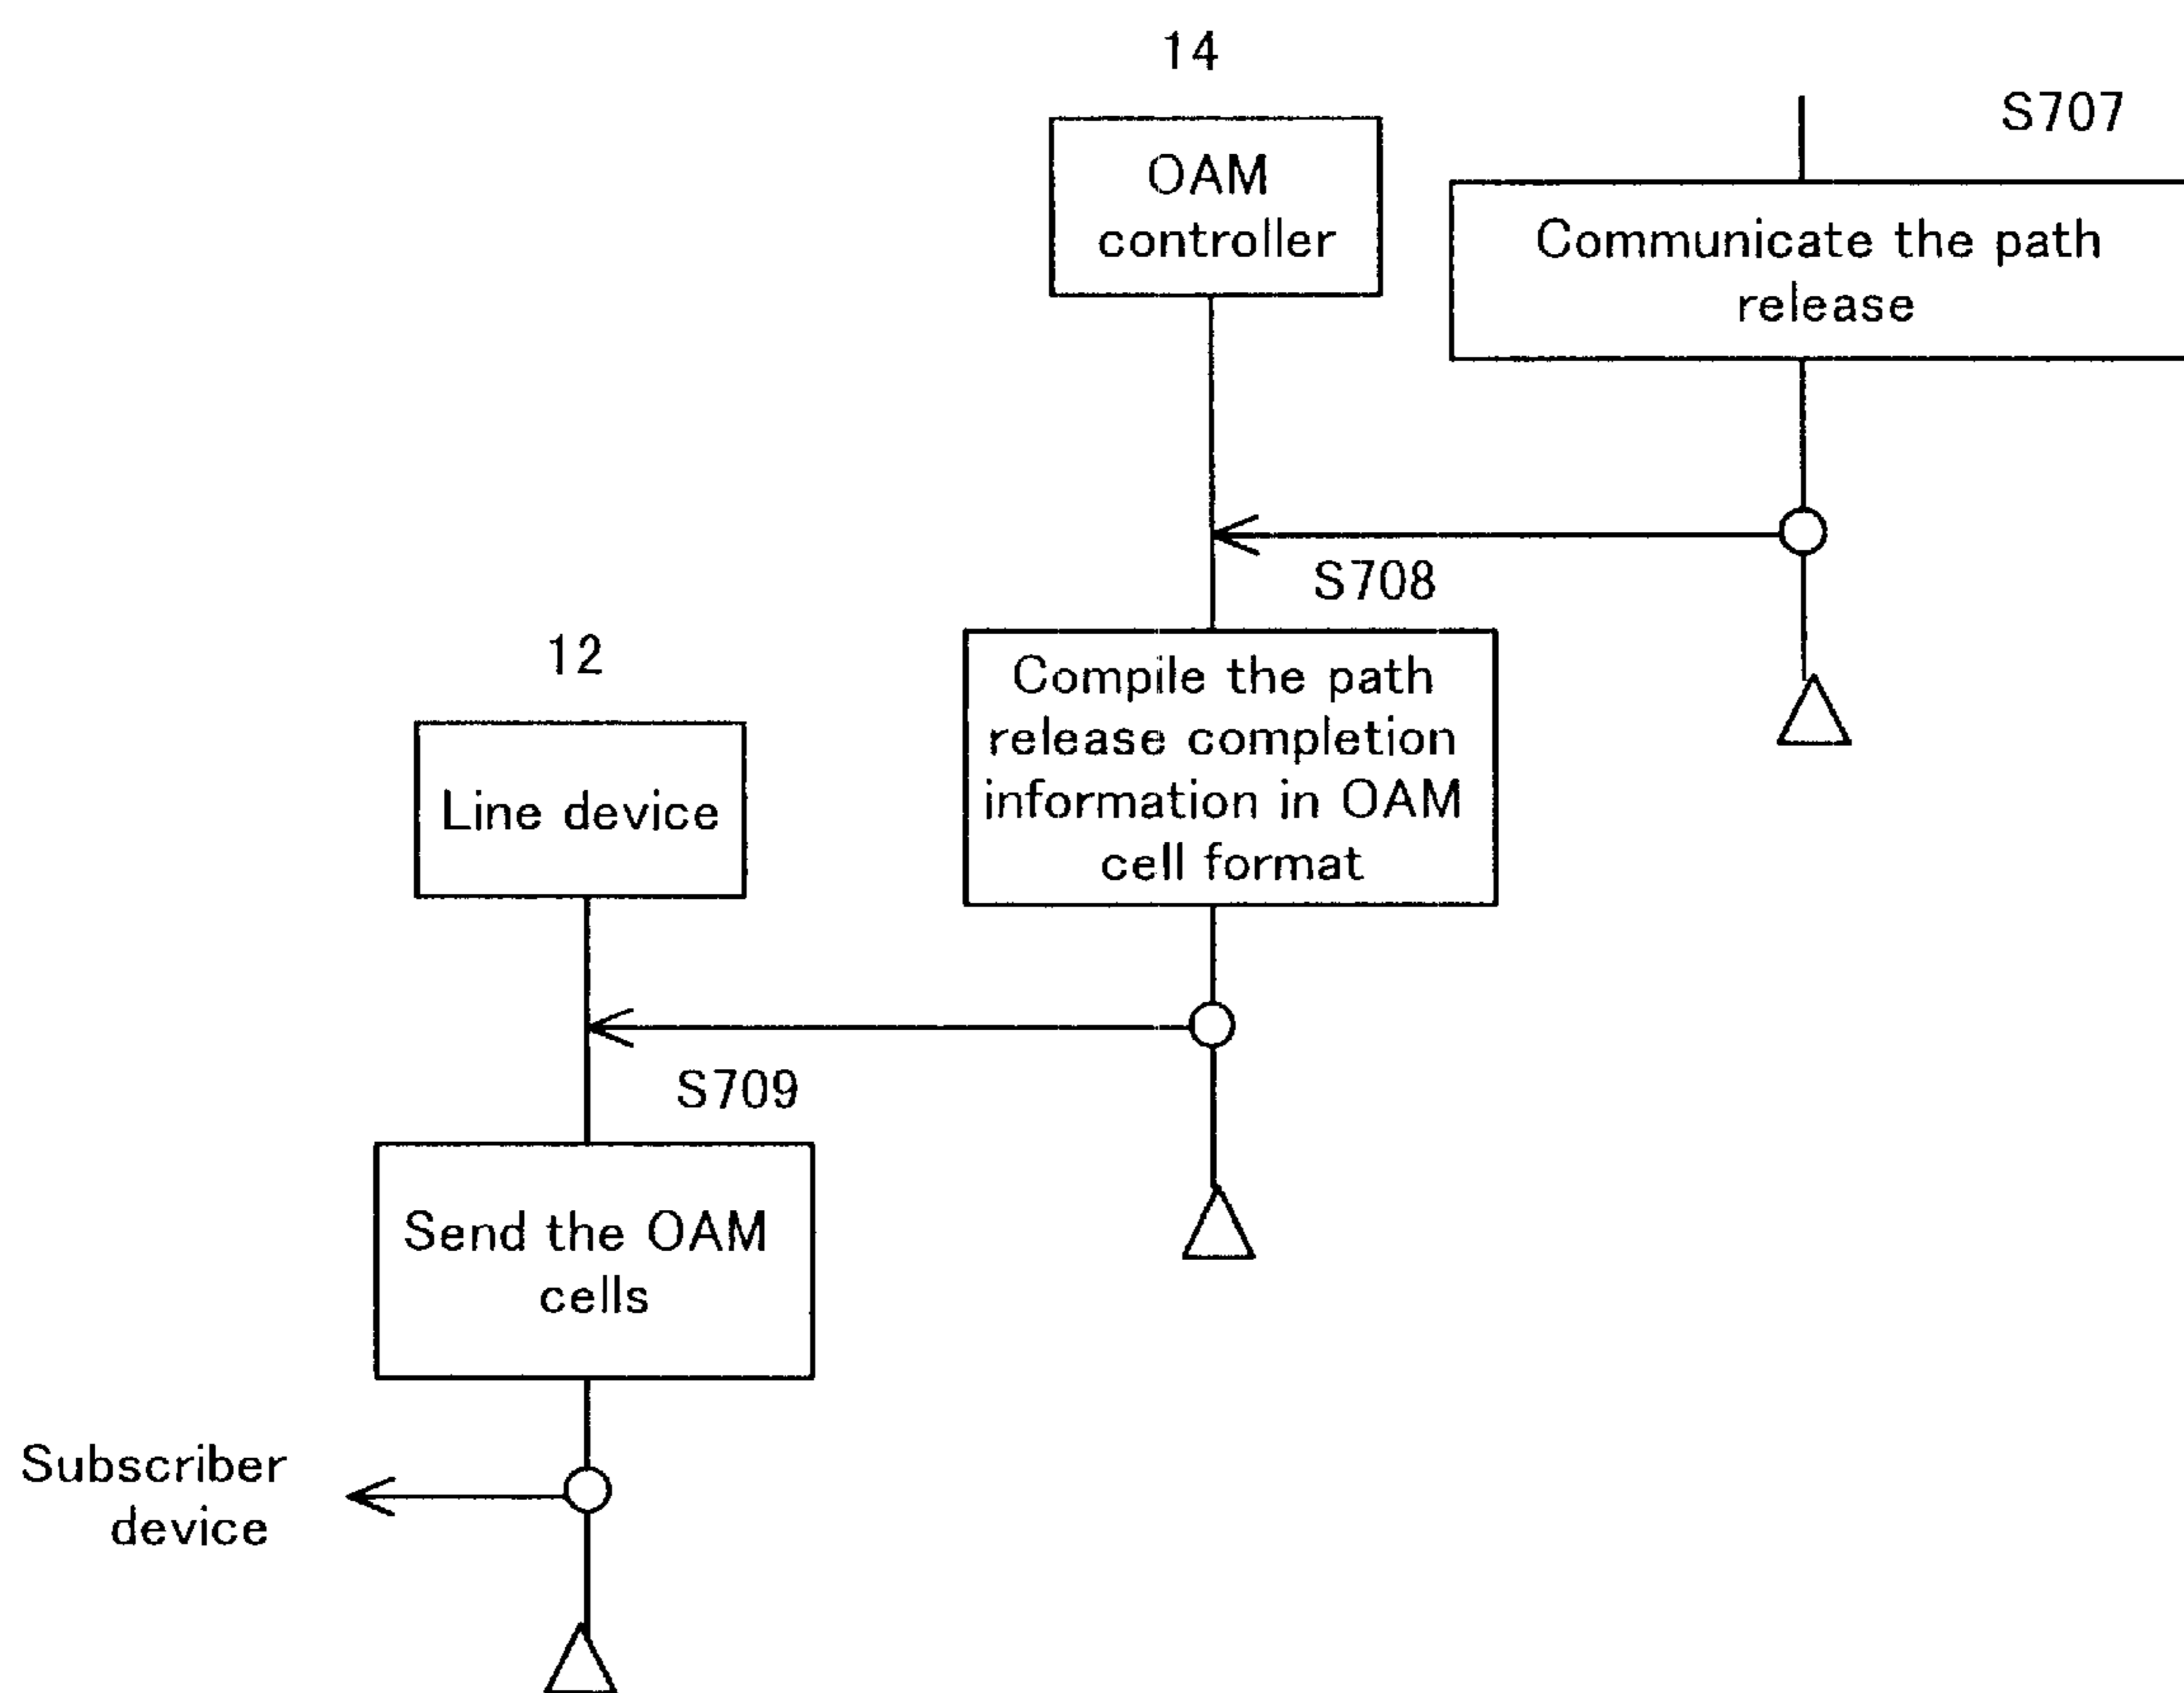 14
OAM
controller
S707
Communicate the path
release
S708
Compile the path
release completion
information in OAM
cell format
12
Line device
S709
Send the OAM
cells
Subscriber
device